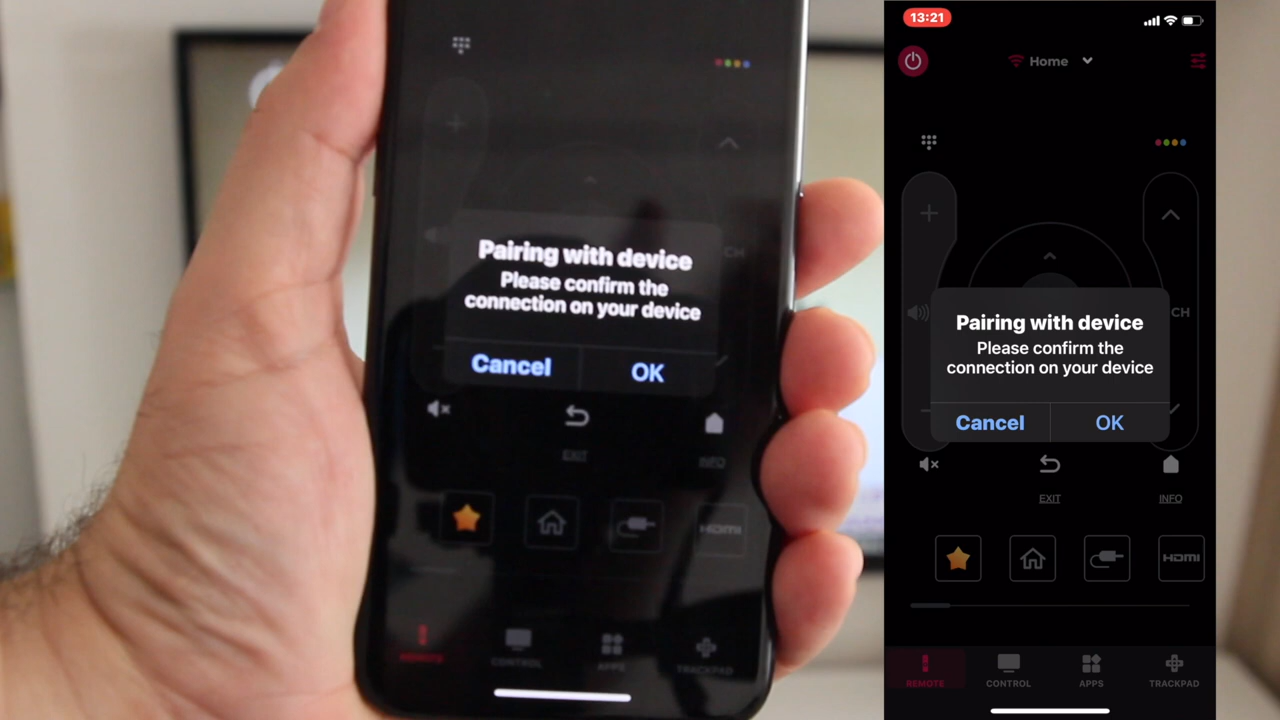 CH
Pairing with device
Please confirm the
connection on your device
Cancel OK
EXIT
INFO
HDMI
REMOTE CONTROL APPS TRACKPAD
13:21
Home
CH
Pairing with device
Please confirm the
connection on your device
Cancel OK
EXIT INFO
HDMI
REMOTE CONTROL APPS TRACKPAD